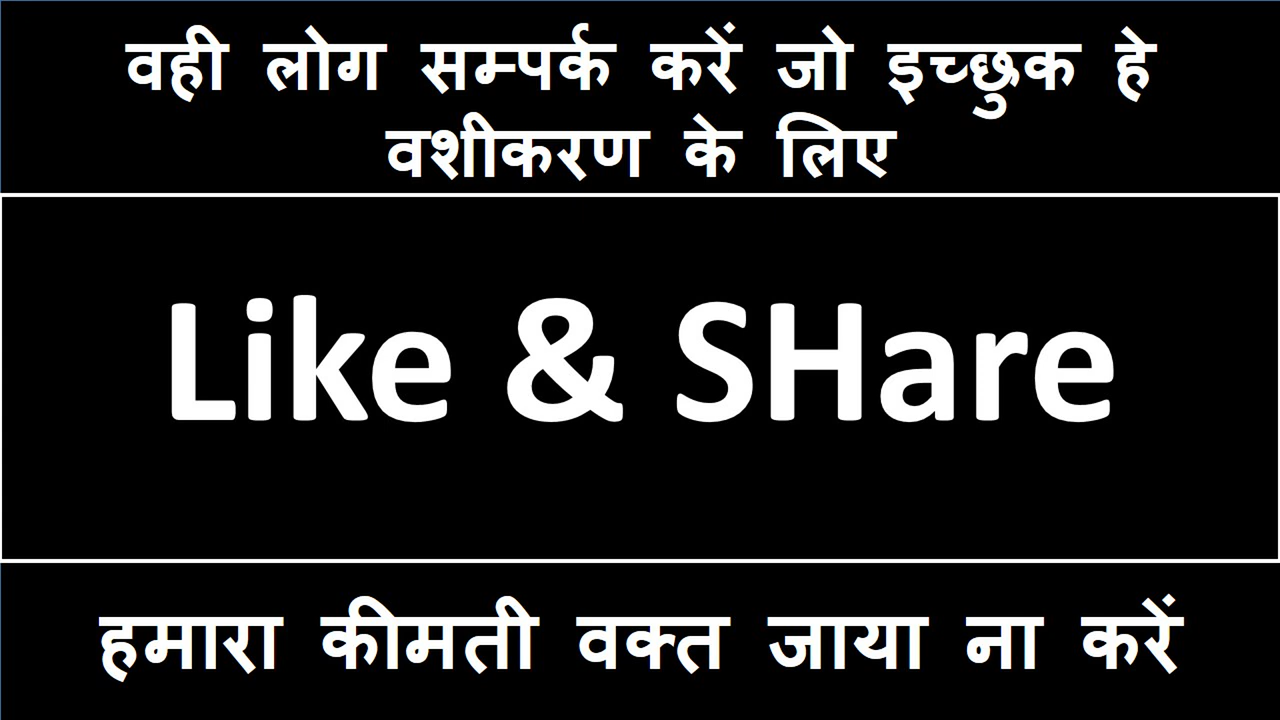 वही लोग सम्पर्क करें जो इच्छुक हे
वशीकरण के लिए
Like & SHare
हमारा कीमती वक्त जाया ना करें